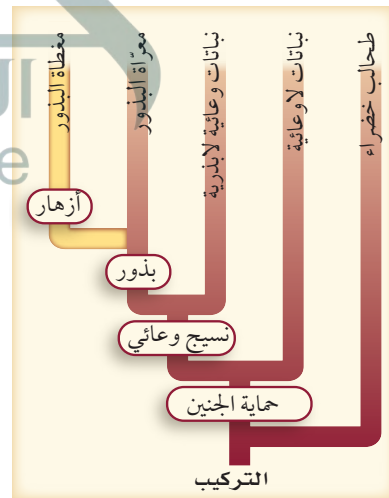 طحالب خضراء
نباتات لاوعائية
نباتات وعائية لابذرية
معرّاة البذور
مغطاة البذور
أزهار
بذور
نسيج وعائي
حماية الجنين
التركيب